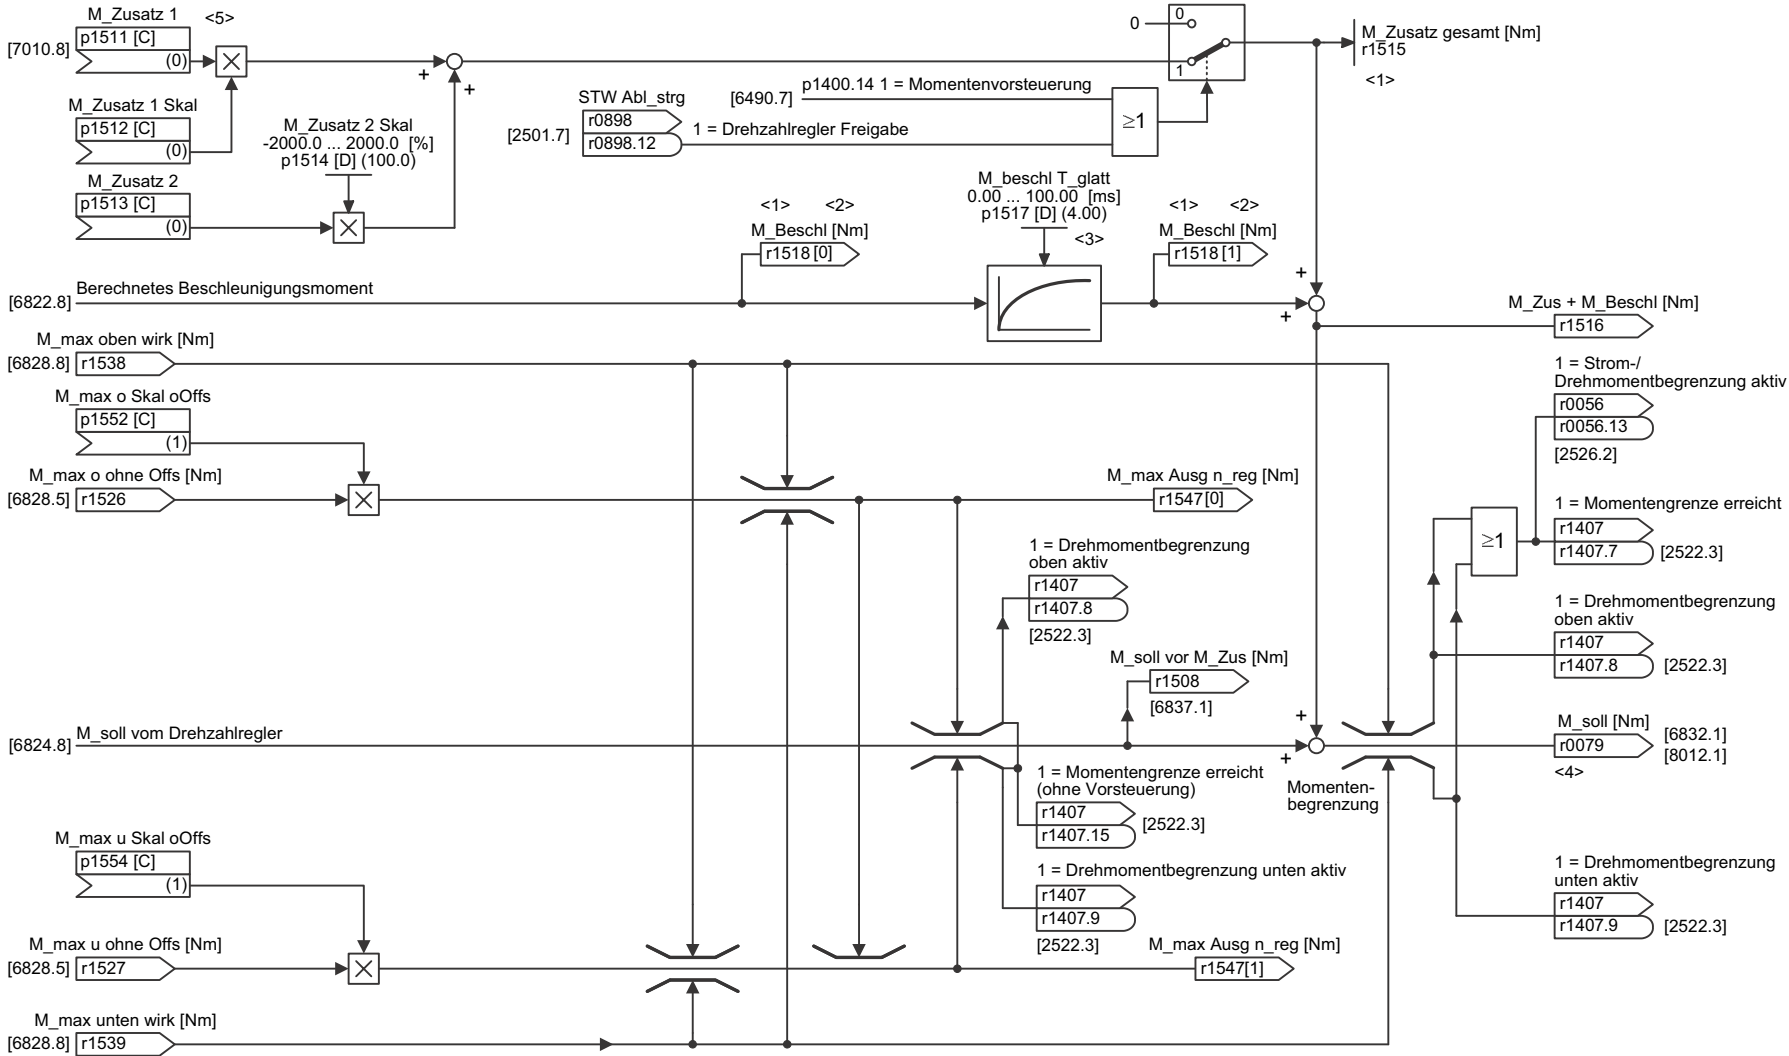 M_Zusatz 1
<5>
[7010.8]
p1511 [C]
(0)
M_Zusatz 1 Skal
p1512 [C]
(0)
M_Zusatz 2 Skal
-2000.0 ... 2000.0 [%]
p1514 [D] (100.0)
M_Zusatz 2
p1513 [C]
(0)
+
+
0
0
1
M_Zusatz gesamt [Nm]
r1515
<1>
[6490.7]
p1400.14 1 = Momentenvorsteuerung
STW Abl_strg
[2501.7]
r0898
r0898.12
1 = Drehzahlregler Freigabe
≥1
<1>
<2>
M_Beschl [Nm]
r1518 [0]
M_beschl T_glatt
0.00 ... 100.00 [ms]
p1517 [D] (4.00)
<3>
<1>
<2>
M_Beschl [Nm]
r1518 [1]
[6822.8]
Berechnetes Beschleunigungsmoment
+
+
M_Zus + M_Beschl [Nm]
r1516
M_max oben wirk [Nm]
[6828.8]
r1538
M_max o Skal oOffs
p1552 [C]
(1)
M_max o ohne Offs [Nm]
[6828.5]
r1526
M_max Ausg n_reg [Nm]
r1547[0]
1 = Strom-/
Drehmomentbegrenzung aktiv
r0056
r0056.13
[2526.2]
1 = Momentengrenze erreicht
≥1
r1407
r1407.7
[2522.3]
1 = Drehmomentbegrenzung
oben aktiv
r1407
r1407.8
[2522.3]
1 = Drehmomentbegrenzung
oben aktiv
r1407
r1407.8
[2522.3]
M_soll vor M_Zus [Nm]
r1508
[6837.1]
[6824.8]
M_soll vom Drehzahlregler
+
+
Momenten-
begrenzung
M_soll [Nm]
r0079
[6832.1]
[8012.1]
<4>
1 = Momentengrenze erreicht
(ohne Vorsteuerung)
r1407
r1407.15
[2522.3]
M_max u Skal oOffs
p1554 [C]
(1)
1 = Drehmomentbegrenzung unten aktiv
r1407
r1407.9
[2522.3]
1 = Drehmomentbegrenzung
unten aktiv
r1407
r1407.9
[2522.3]
M_max u ohne Offs [Nm]
[6828.5]
r1527
M_max Ausg n_reg [Nm]
r1547[1]
M_max unten wirk [Nm]
[6828.8]
r1539